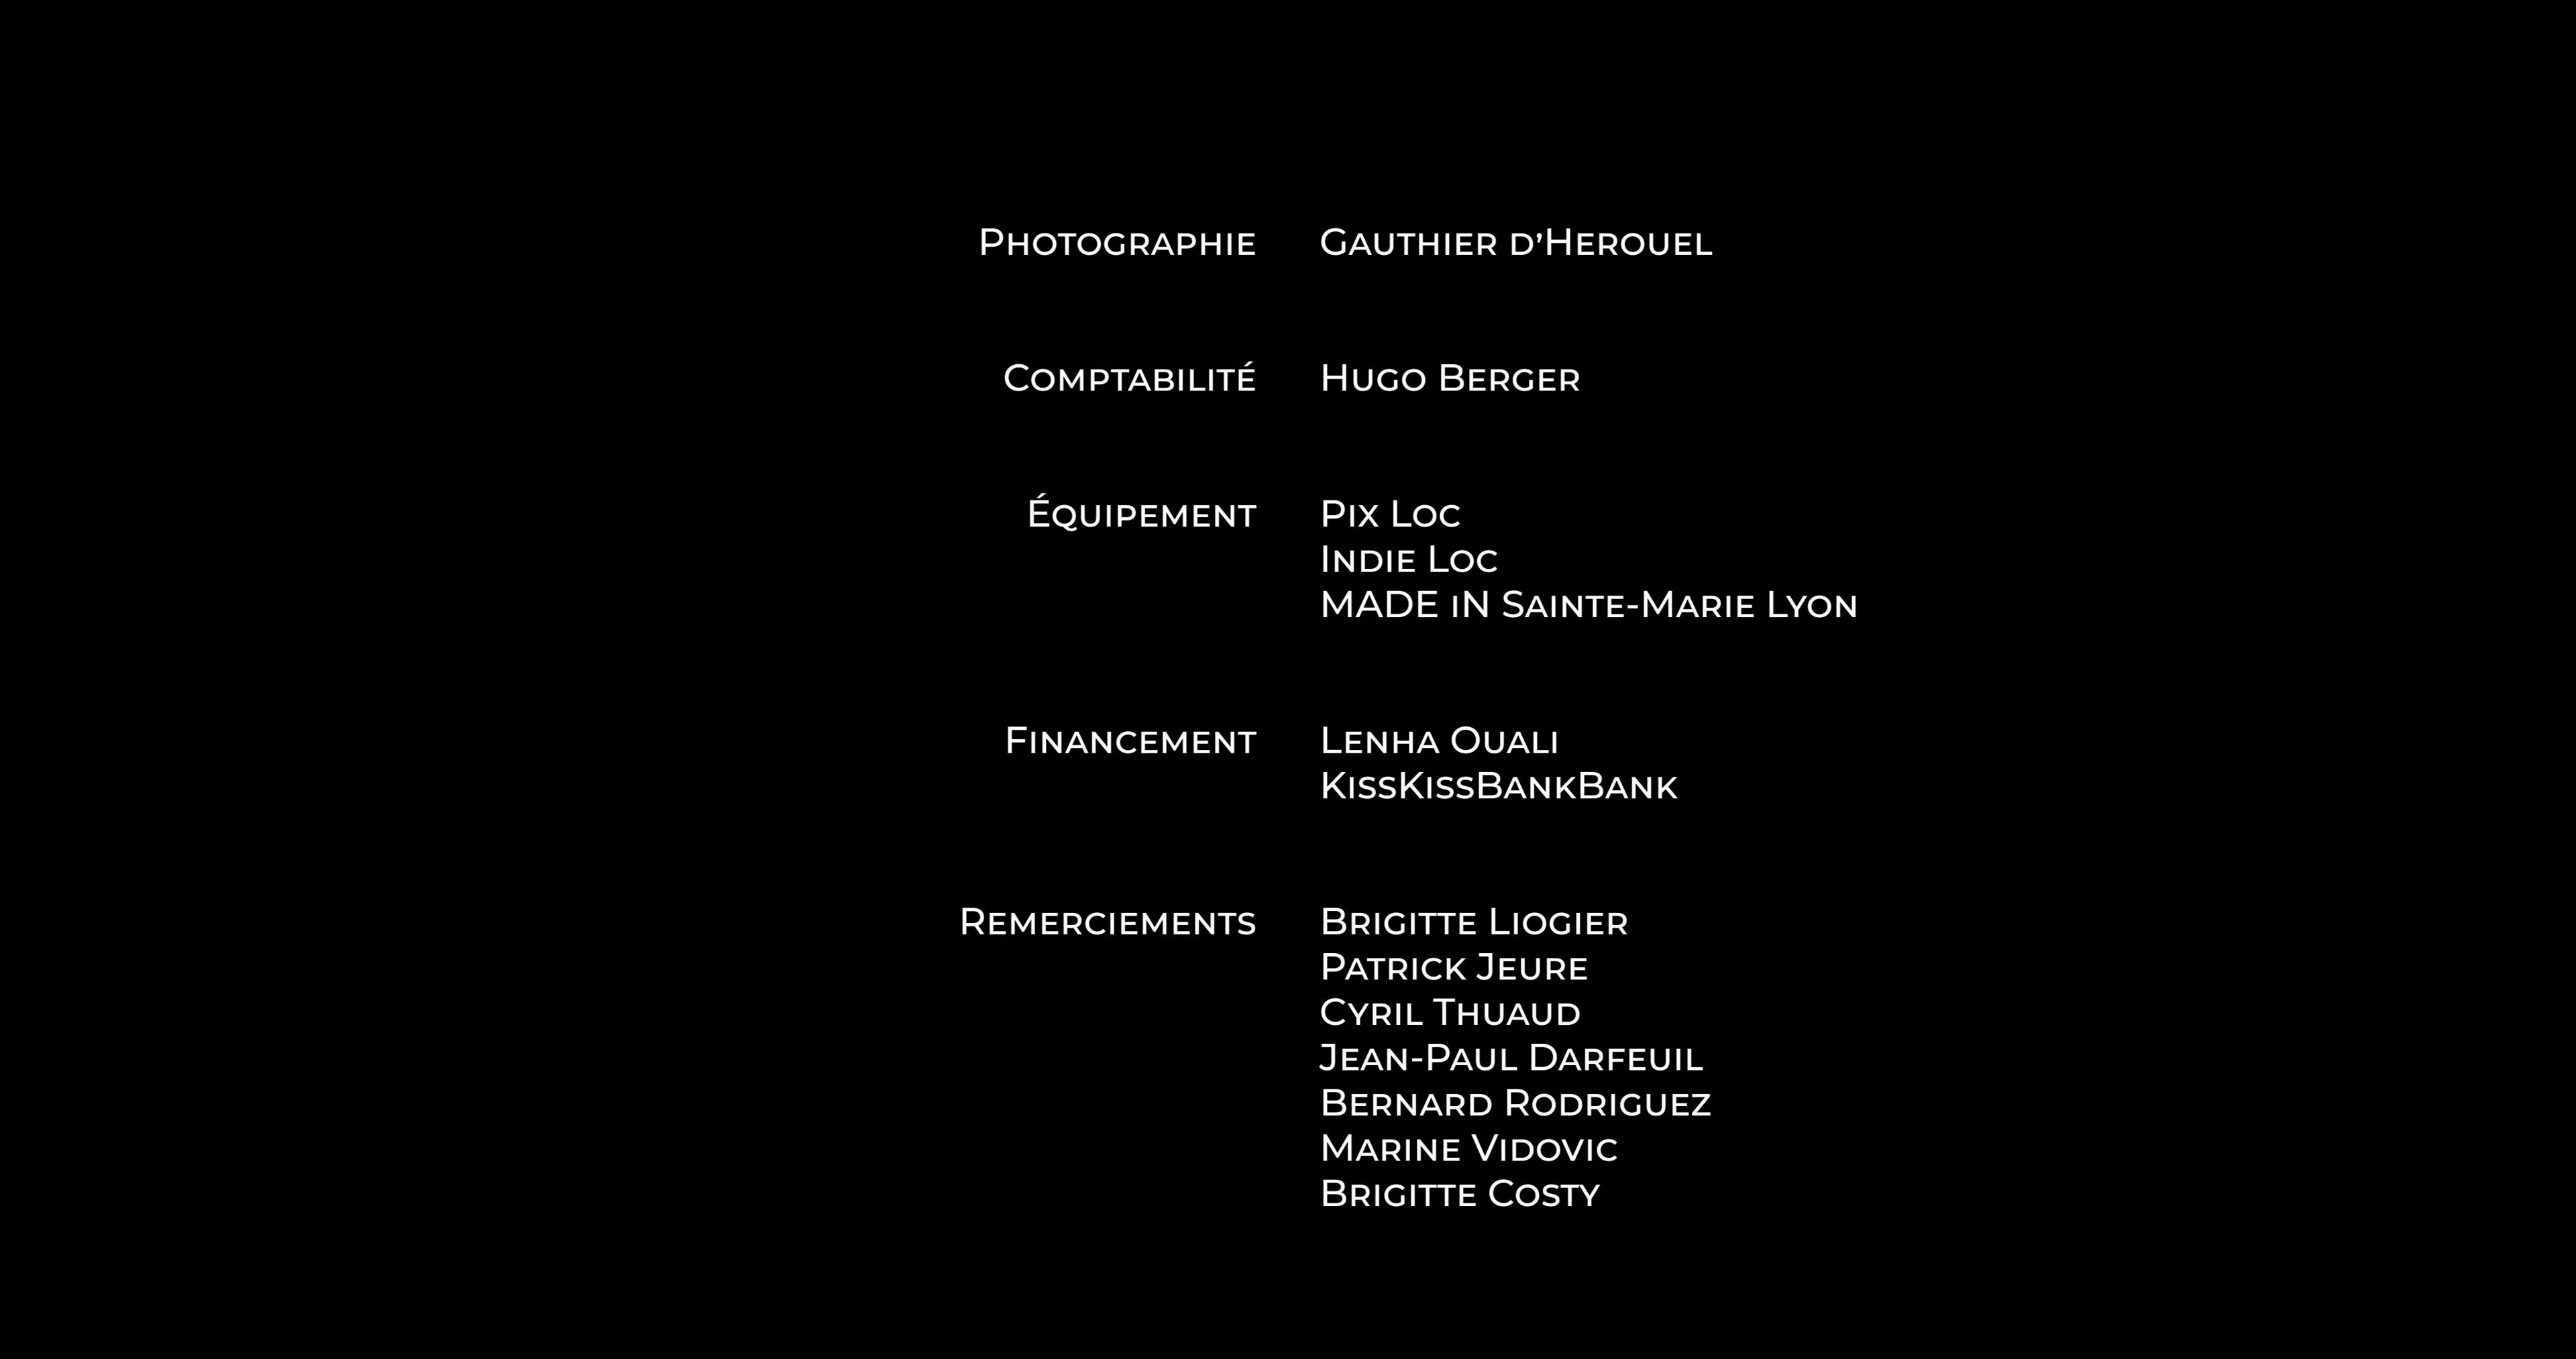 Photographie Gauthier d'Herouel
Comptabilité Hugo Berger
Équipement Pix Loc
Indie Loc
MADE iN Sainte-Marie Lyon
Financement Lenha Ouali
KissKissBankBank
Remerciements Brigitte Liogier
Patrick Jeure
Cyril Thuaud
Jean-Paul Darfeuil
Bernard Rodriguez
Marine Vidovic
Brigitte Costy